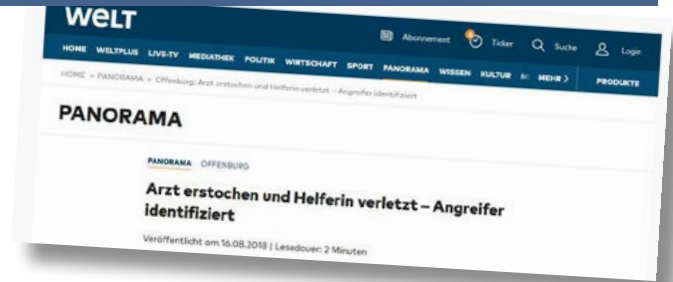 welt
Abonnement Ticker Suche Login
HOME WELTPLUS LIVE-TV MEDIATHEK POLITIK WIRTSCHAFT SPORT PANORAMA WISSEN KULTUR MEHR > PRODUKTE
HOME » PANORAMA » Offenburg: Arzt erstochen und Helferin verletzt – Angreifer identifiziert
PANORAMA
PANORAMA OFFENBURG
Arzt erstochen und Helferin verletzt – Angreifer
identifiziert
Veröffentlicht am 16.08.2018 | Lesedauer: 2 Minuten